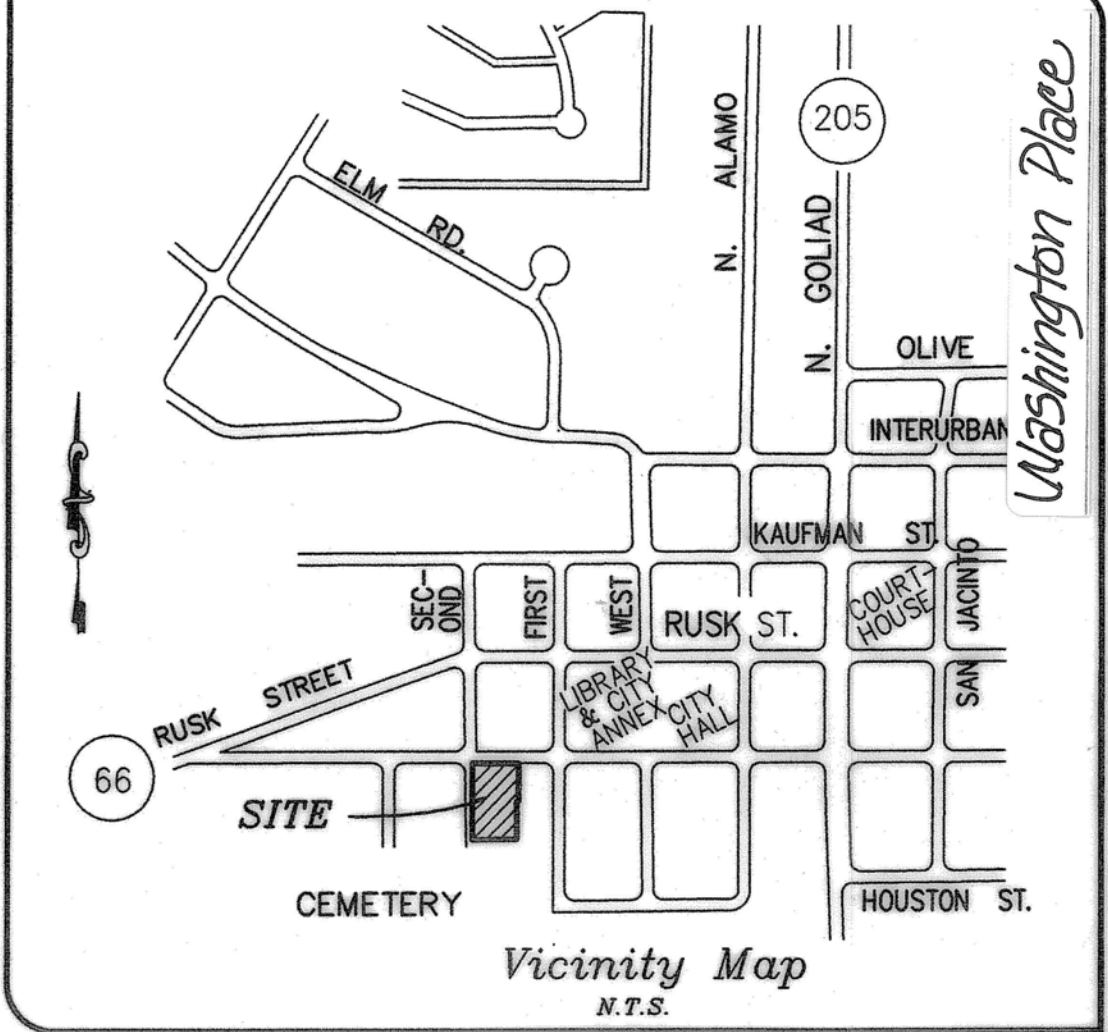 205
N. ALAMO
N. GOLIAD
Washington Place
ELM RD.
OLIVE
INTERURBAN
KAUFMAN ST.
SEC-
OND
FIRST
WEST
RUSK ST.
COURT-
HOUSE
SAN JACINTO
RUSK STREET
LIBRARY
& CITY
ANNEX
CITY
HALL
66
SITE
CEMETERY
HOUSTON ST.
Vicinity Map
N.T.S.